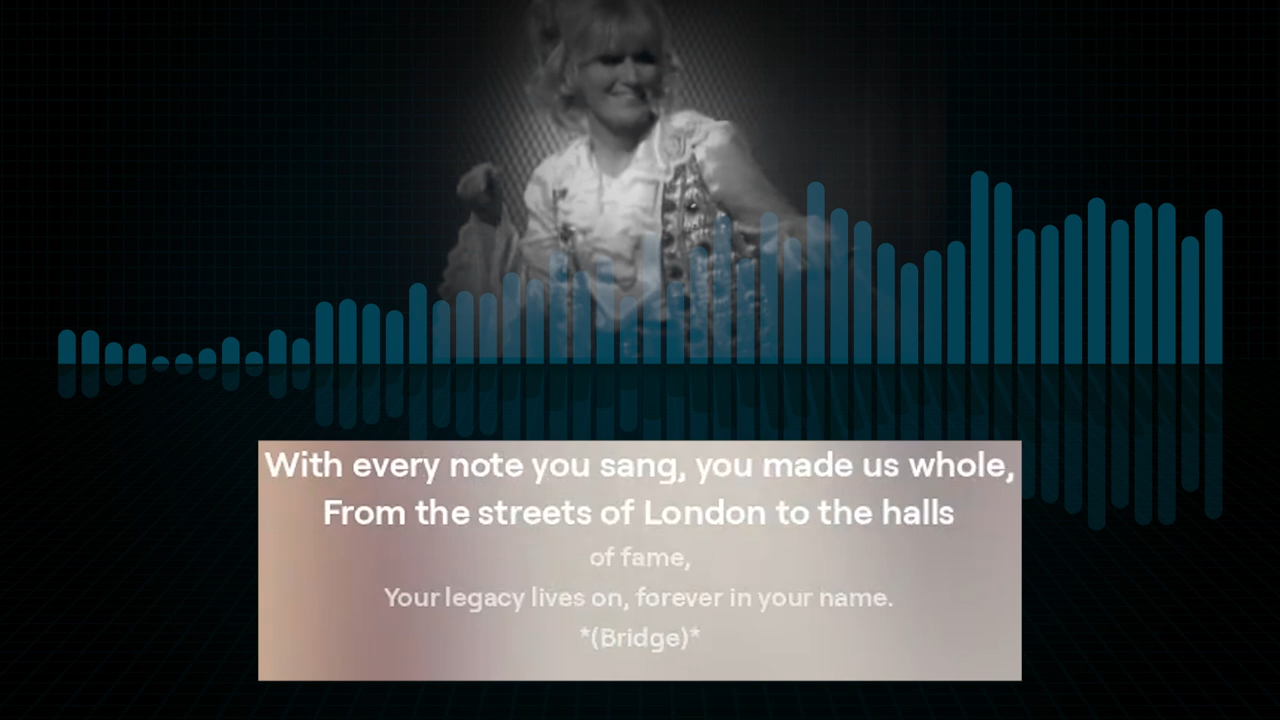 With every note you sang, you made us whole,
From the streets of London to the halls
of fame,
Your legacy lives on, forever in your name.
*(Bridge)*